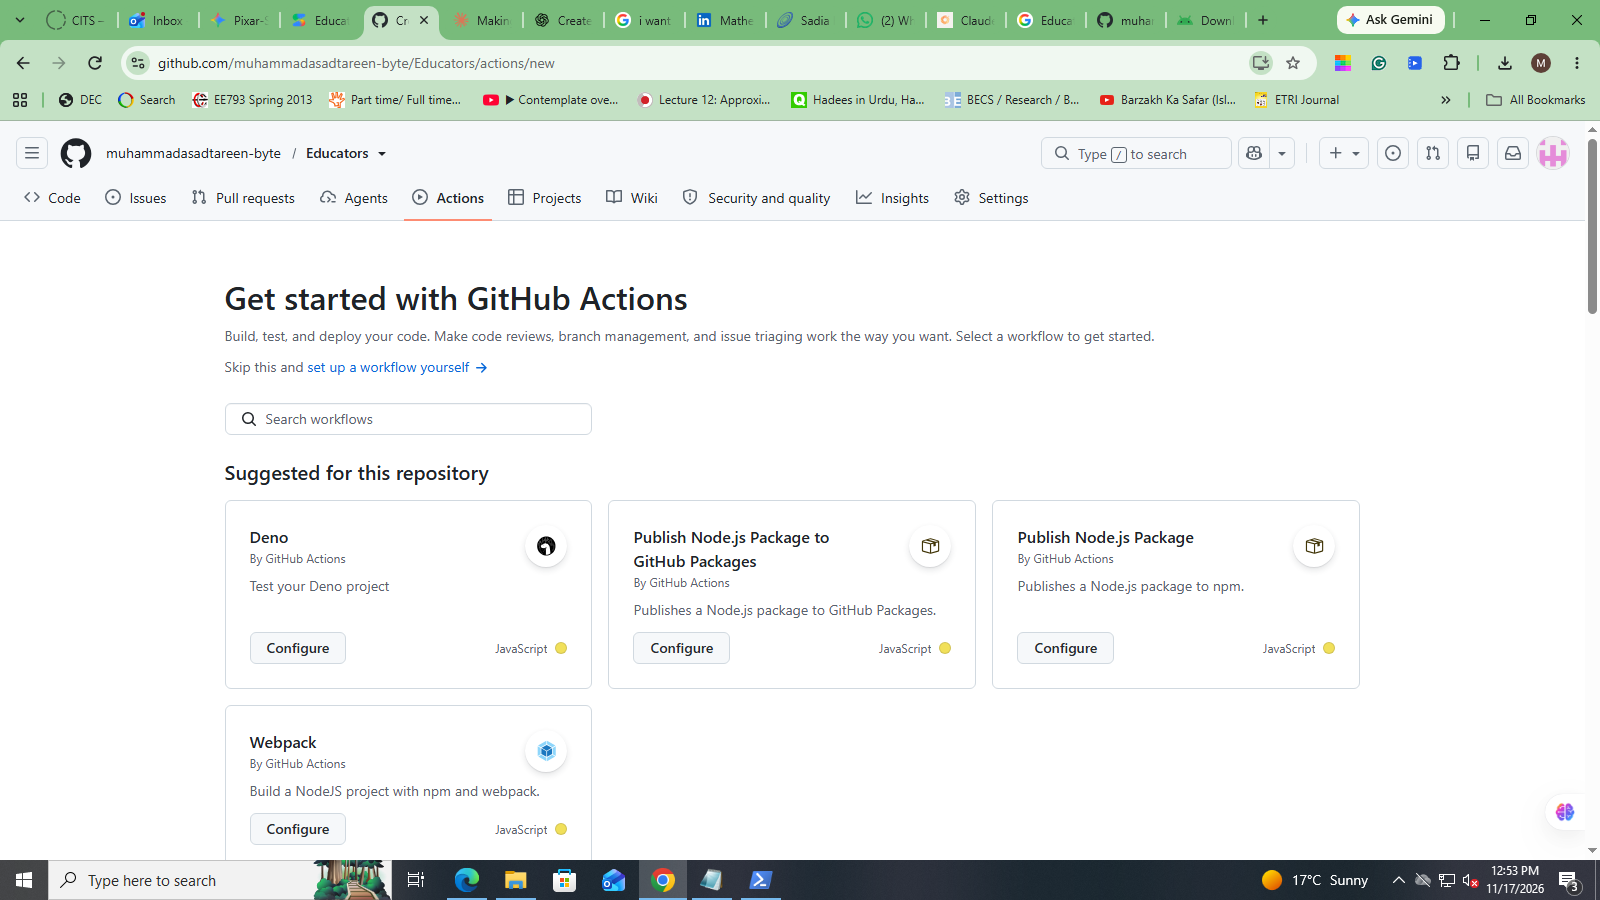 CITS –
Inbox
Pixar-S
Educat
Cr
Makin
Create
i want
Mathe
Sadia
(2) Wh
Claud
Educat
muham
Downl
Ask Gemini
github.com/muhammadasadtareen-byte/Educators/actions/new
M
DEC
Search
EE793 Spring 2013
Part time/ Full time...
▶ Contemplate ove...
Lecture 12: Approxi...
Hadees in Urdu, Ha...
BECS / Research / B...
Barzakh Ka Safar (Isl...
ETRI Journal
»
All Bookmarks
muhammadasadtareen-byte / Educators
Type / to search
Code
Issues
Pull requests
Agents
Actions
Projects
Wiki
Security and quality
Insights
Settings
Get started with GitHub Actions
Build, test, and deploy your code. Make code reviews, branch management, and issue triaging work the way you want. Select a workflow to get started.
Skip this and set up a workflow yourself →
Search workflows
Suggested for this repository
Deno
By GitHub Actions
Test your Deno project
Configure
JavaScript
Publish Node.js Package to
GitHub Packages
By GitHub Actions
Publishes a Node.js package to GitHub Packages.
Configure
JavaScript
Publish Node.js Package
By GitHub Actions
Publishes a Node.js package to npm.
Configure
JavaScript
Webpack
By GitHub Actions
Build a NodeJS project with npm and webpack.
Configure
JavaScript
Type here to search
17°C Sunny
12:53 PM
11/17/2026
3